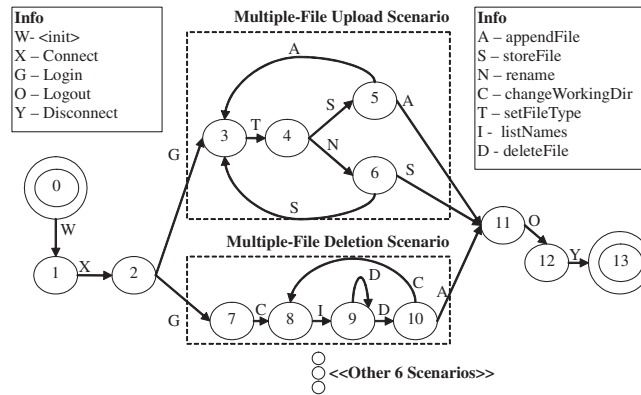 Info
W- <init>
X – Connect
G – Login
O – Logout
Y – Disconnect
Multiple-File Upload Scenario
Info
A – appendFile
S – storeFile
N – rename
C – changeWorkingDir
T – setFileType
I - listNames
D - deleteFile
A
3
T
4
S
5
A
N
6
S
S
G
0
W
1
X
2
G
11
O
12
Y
13
Multiple-File Deletion Scenario
7
C
8
I
9
D
D
10
C
A
<<Other 6 Scenarios>>